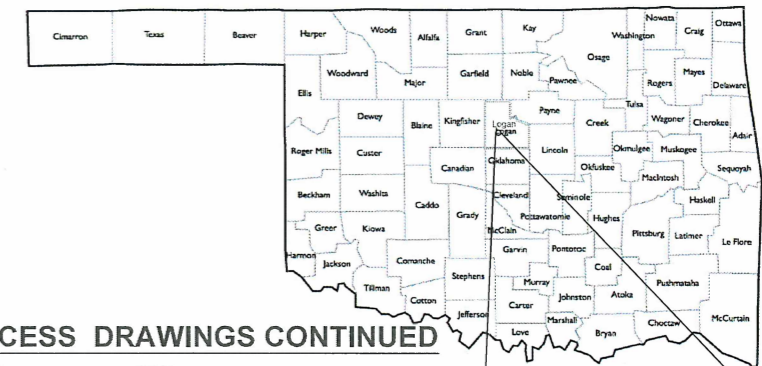 Nowata
Ottawa
Cimarron Texas Beaver Harper Woods Alfalfa Grant Kay Washington Craig
Osage
Woodward Major Garfield Noble Pawnee Rogers Mayes Delaware
Ellis
Tulsa
Dewey Blaine Kingfisher Logan Payne Creek Wagoner Cherokee Adair
Logan
Roger Mills Custer Canadian Oklahoma Lincoln Okmulgee Muskogee
Okfuskee McIntosh Sequoyah
Beckham Washita Caddo Cleveland Seminole Haskell
Grady Pottawatomie Hughes
Greer Kiowa McClain Pittsburg Latimer Le Flore
Harmon Jackson Comanche Garvin Pontotoc
Coal
Tillman Stephens Murray Pushmataha
Cotton Johnston Atoka
Carter
Jefferson Marshall Choctaw McCurtain
Love Bryan
CESS DRAWINGS CONTINUED